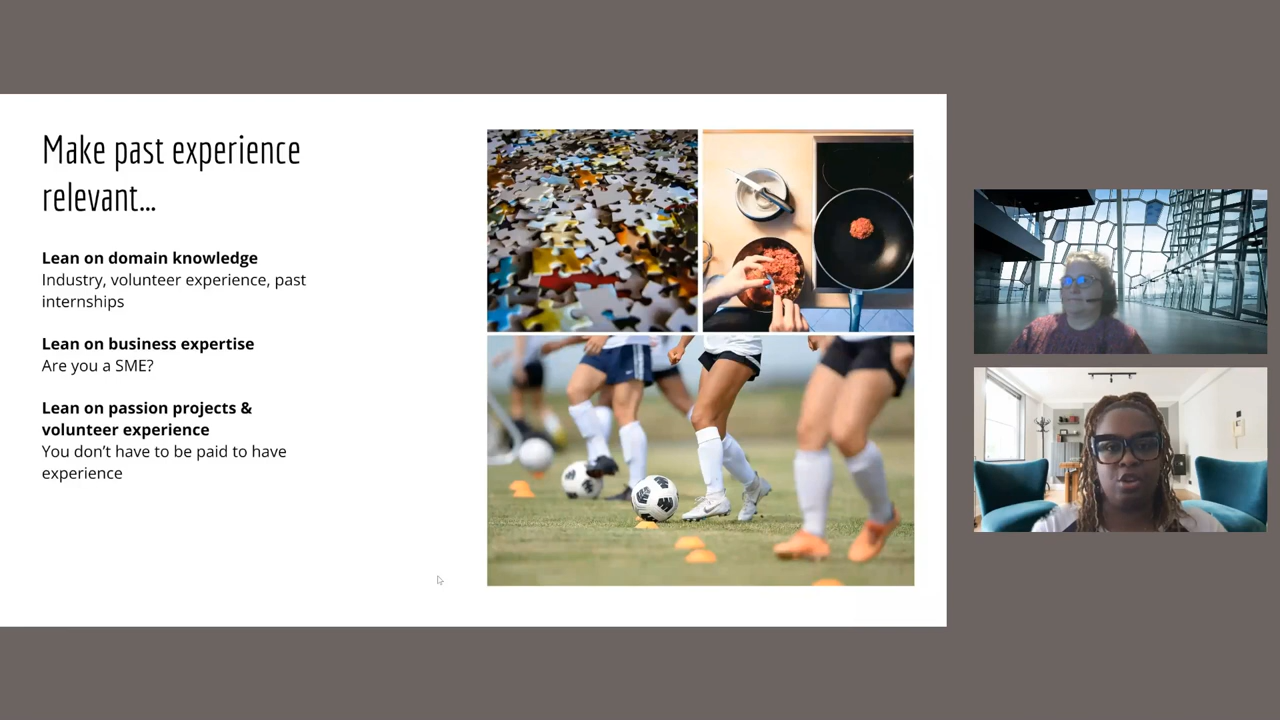 Make past experience
relevant...
Lean on domain knowledge
Industry, volunteer experience, past
internships
Lean on business expertise
Are you a SME?
Lean on passion projects &
volunteer experience
You don’t have to be paid to have
experience